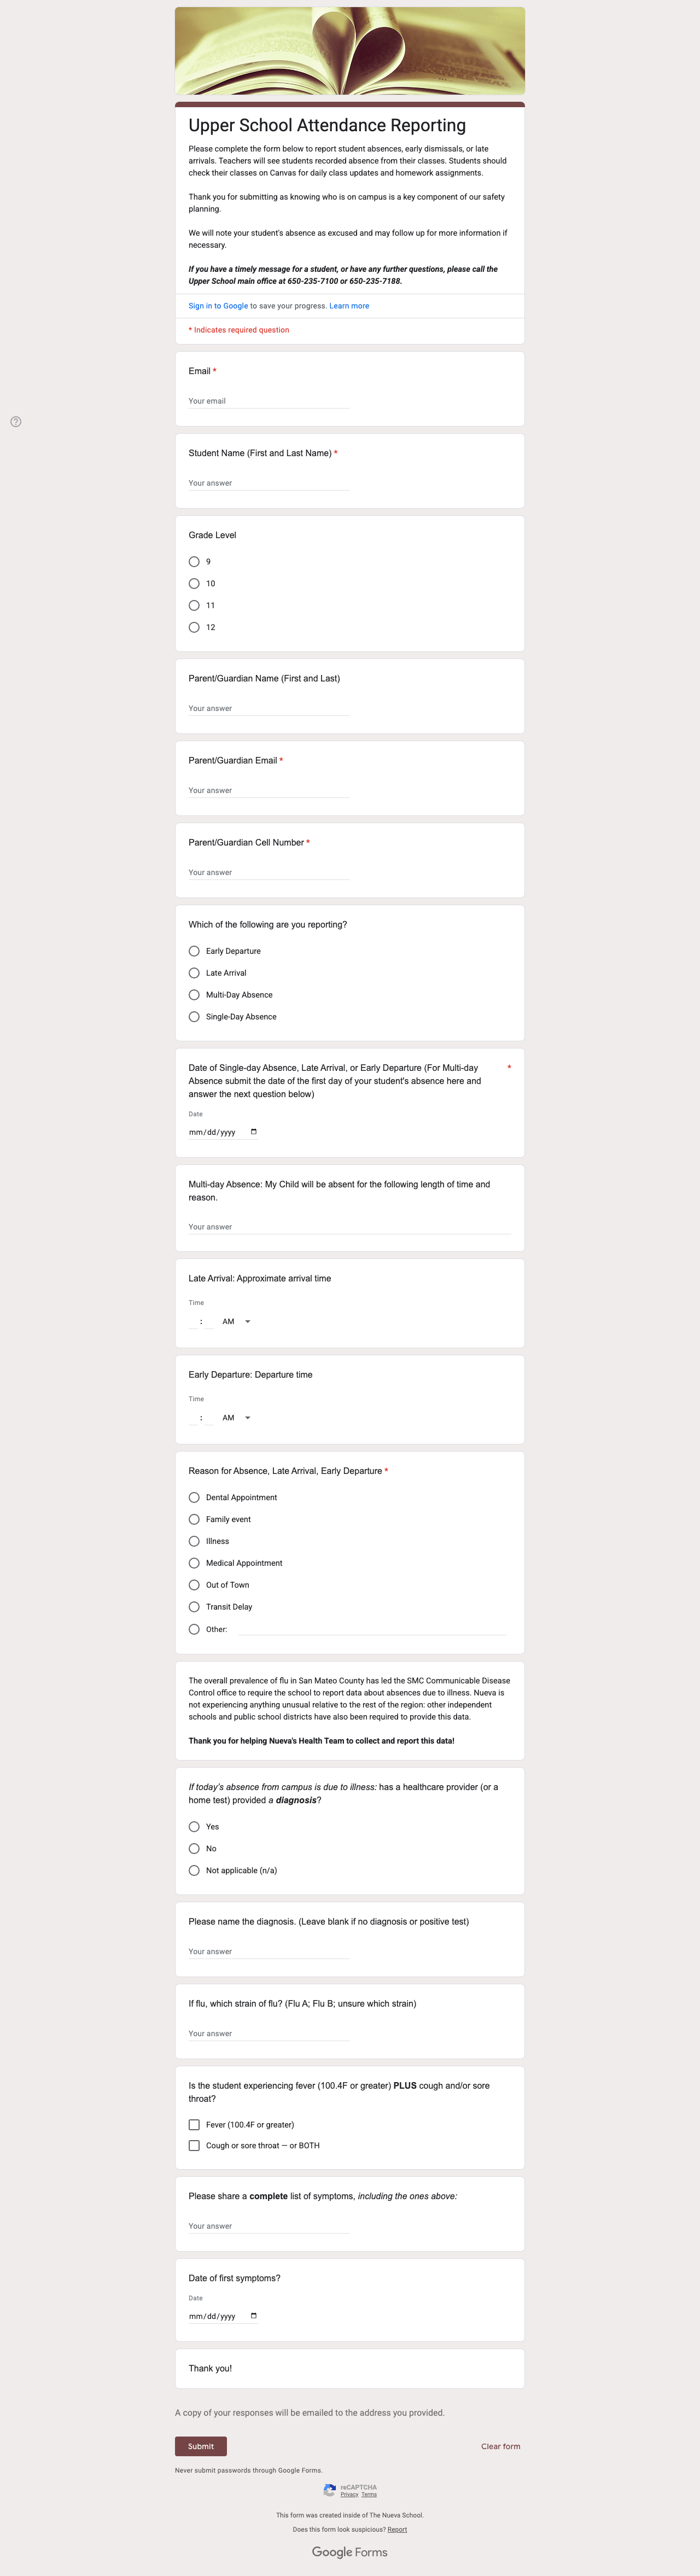 Upper School Attendance Reporting
Please complete the form below to report student absences, early dismissals, or late
arrivals. Teachers will see students recorded absence from their classes. Students should
check their classes on Canvas for daily class updates and homework assignments.
Thank you for submitting as knowing who is on campus is a key component of our safety
planning.
We will note your student's absence as excused and may follow up for more information if
necessary.
If you have a timely message for a student, or have any further questions, please call the
Upper School main office at 650-235-7100 or 650-235-7188.
Sign in to Google to save your progress. Learn more
* Indicates required question
Email *
Your email
Student Name (First and Last Name) *
Your answer
Grade Level
9
10
11
12
Parent/Guardian Name (First and Last)
Your answer
Parent/Guardian Email *
Your answer
Parent/Guardian Cell Number *
Your answer
Which of the following are you reporting?
Early Departure
Late Arrival
Multi-Day Absence
Single-Day Absence
Date of Single-day Absence, Late Arrival, or Early Departure (For Multi-day *
Absence submit the date of the first day of your student's absence here and
answer the next question below)
Date
mm/dd/yyyy
Multi-day Absence: My Child will be absent for the following length of time and
reason.
Your answer
Late Arrival: Approximate arrival time
Time
: AM
Early Departure: Departure time
Time
: AM
Reason for Absence, Late Arrival, Early Departure *
Dental Appointment
Family event
Illness
Medical Appointment
Out of Town
Transit Delay
Other:
The overall prevalence of flu in San Mateo County has led the SMC Communicable Disease
Control office to require the school to report data about absences due to illness. Nueva is
not experiencing anything unusual relative to the rest of the region: other independent
schools and public school districts have also been required to provide this data.
Thank you for helping Nueva's Health Team to collect and report this data!
If today's absence from campus is due to illness: has a healthcare provider (or a
home test) provided a diagnosis?
Yes
No
Not applicable (n/a)
Please name the diagnosis. (Leave blank if no diagnosis or positive test)
Your answer
If flu, which strain of flu? (Flu A; Flu B; unsure which strain)
Your answer
Is the student experiencing fever (100.4F or greater) PLUS cough and/or sore
throat?
Fever (100.4F or greater)
Cough or sore throat — or BOTH
Please share a complete list of symptoms, including the ones above:
Your answer
Date of first symptoms?
Date
mm/dd/yyyy
Thank you!
A copy of your responses will be emailed to the address you provided.
Submit
Clear form
Never submit passwords through Google Forms.
reCAPTCHA
Privacy Terms
This form was created inside of The Nueva School.
Does this form look suspicious? Report
Google Forms